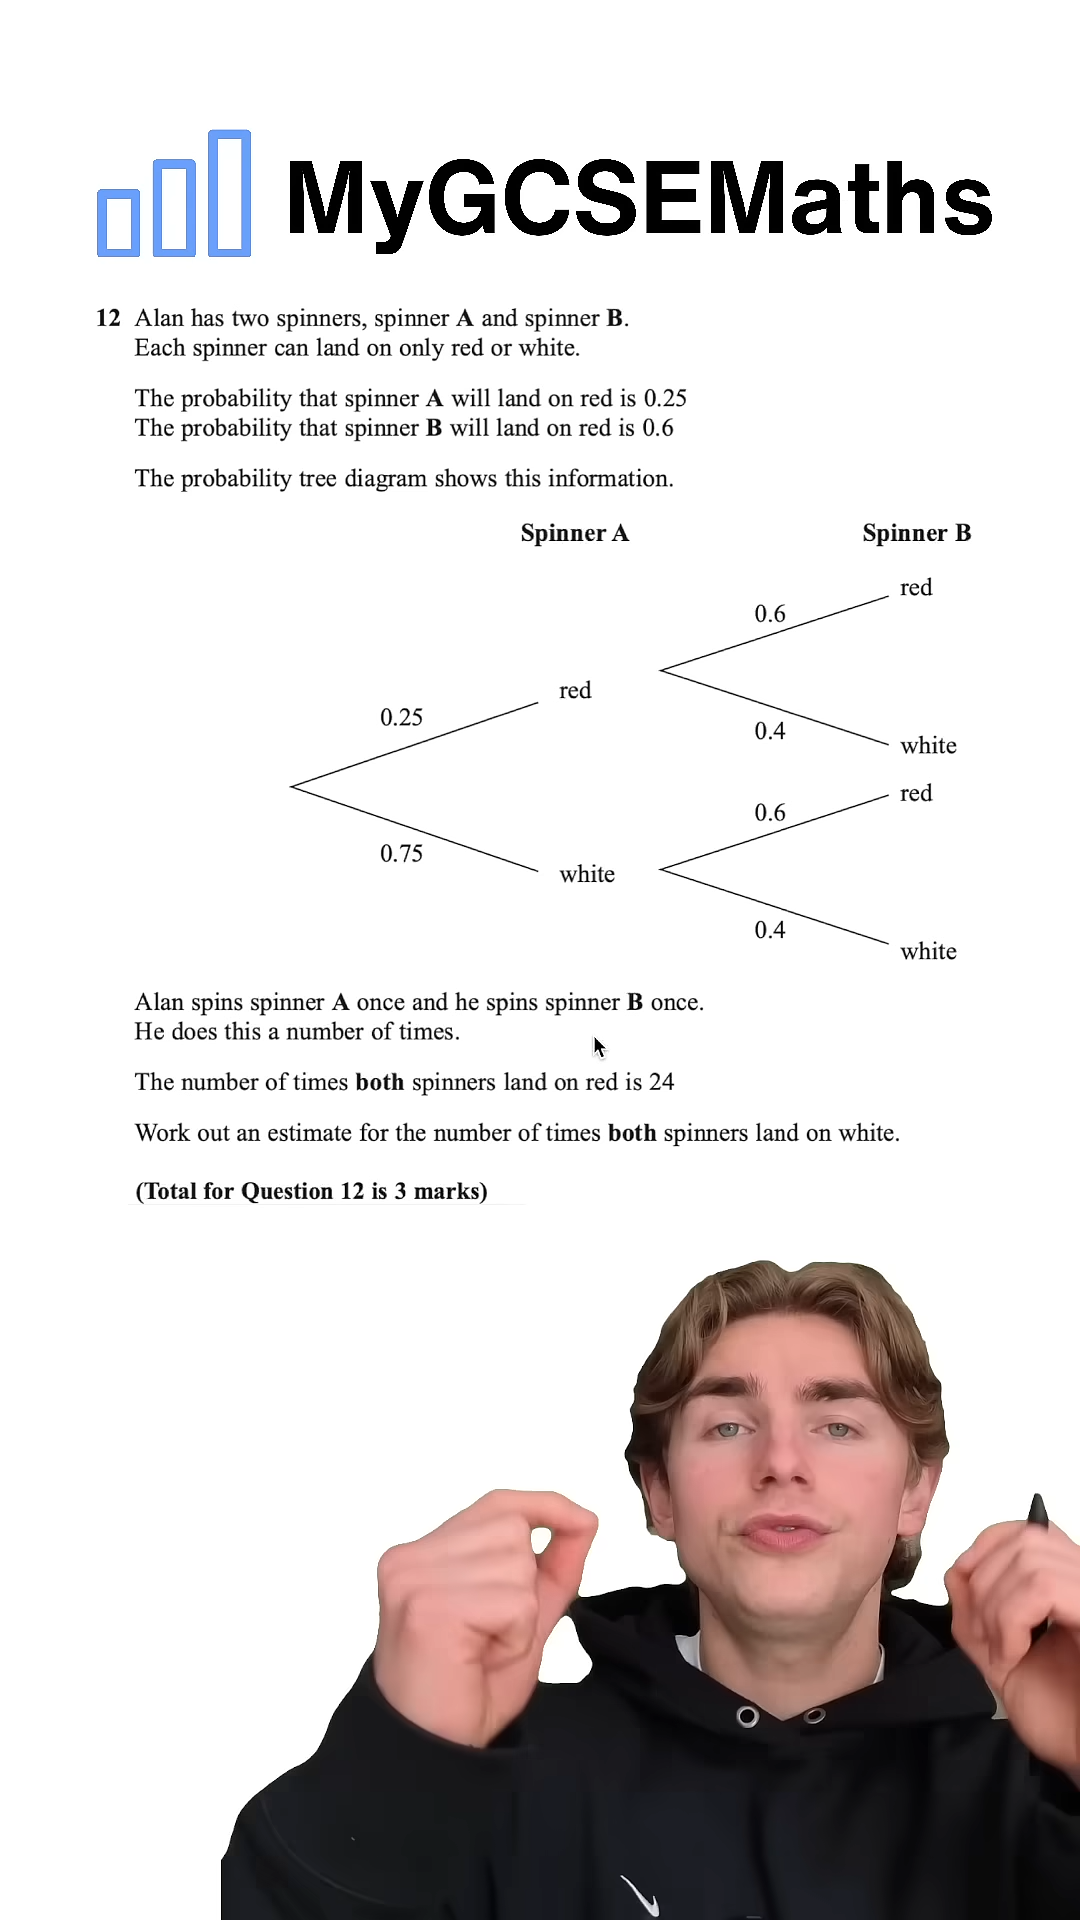 MyGCSEMaths
12 Alan has two spinners, spinner A and spinner B.
Each spinner can land on only red or white.
The probability that spinner A will land on red is 0.25
The probability that spinner B will land on red is 0.6
The probability tree diagram shows this information.
Spinner A Spinner B
red
0.6
red
0.25
0.4
white
red
0.6
0.75
white
0.4
white
Alan spins spinner A once and he spins spinner B once.
He does this a number of times.
The number of times both spinners land on red is 24
Work out an estimate for the number of times both spinners land on white.
(Total for Question 12 is 3 marks)